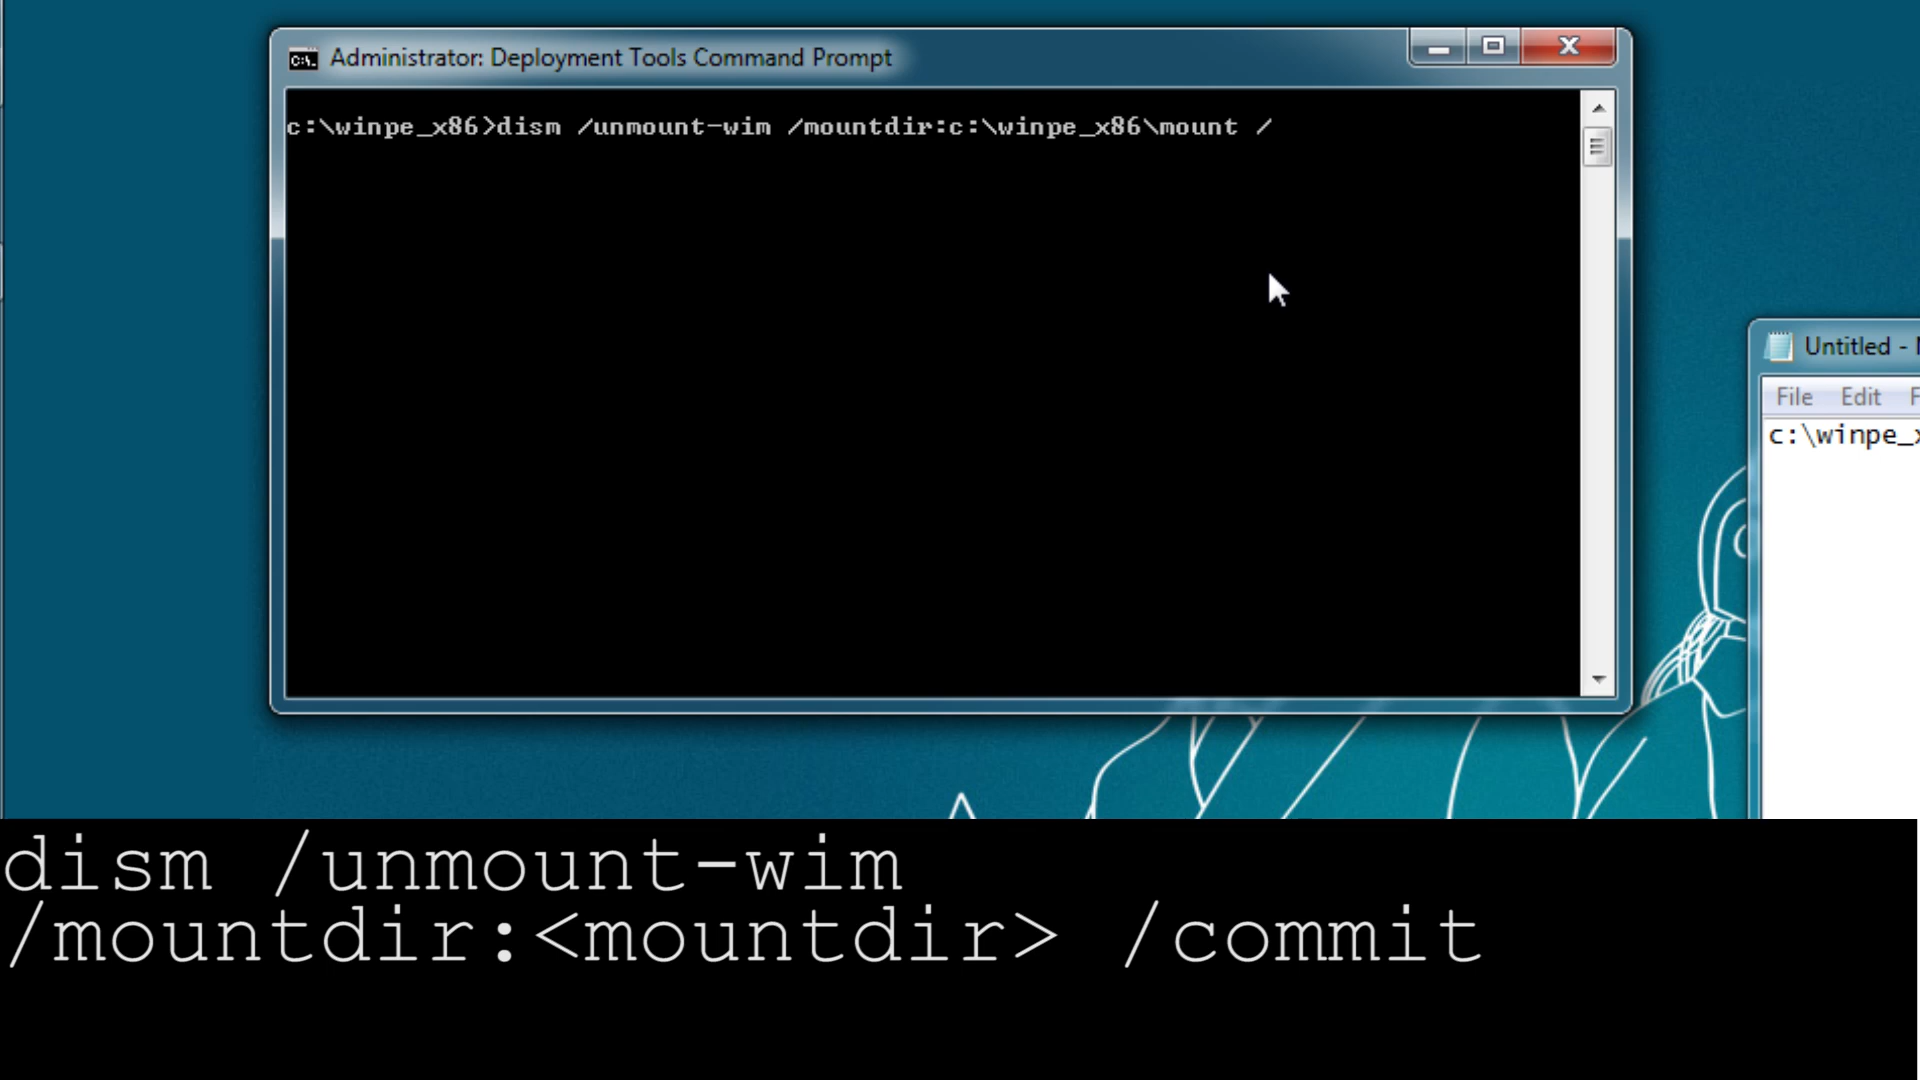 Administrator: Deployment Tools Command Prompt
c:\winpe_x86>dism /unmount-wim /mountdir:c:\winpe_x86\mount /
Untitled -
File Edit
c:\winpe_x
dism /unmount-wim
/mountdir:<mountdir> /commit